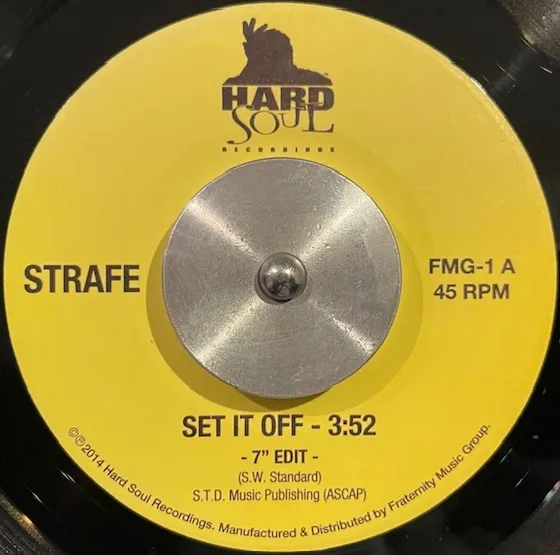 HARD
SOUL
RECORDINGS
STRAFE
FMG-1 A
45 RPM
SET IT OFF - 3:52
- 7" EDIT -
(S.W. Standard)
S.T.D. Music Publishing (ASCAP)
©℗2014 Hard Soul Recordings. Manufactured & Distributed by Fraternity Music Group.